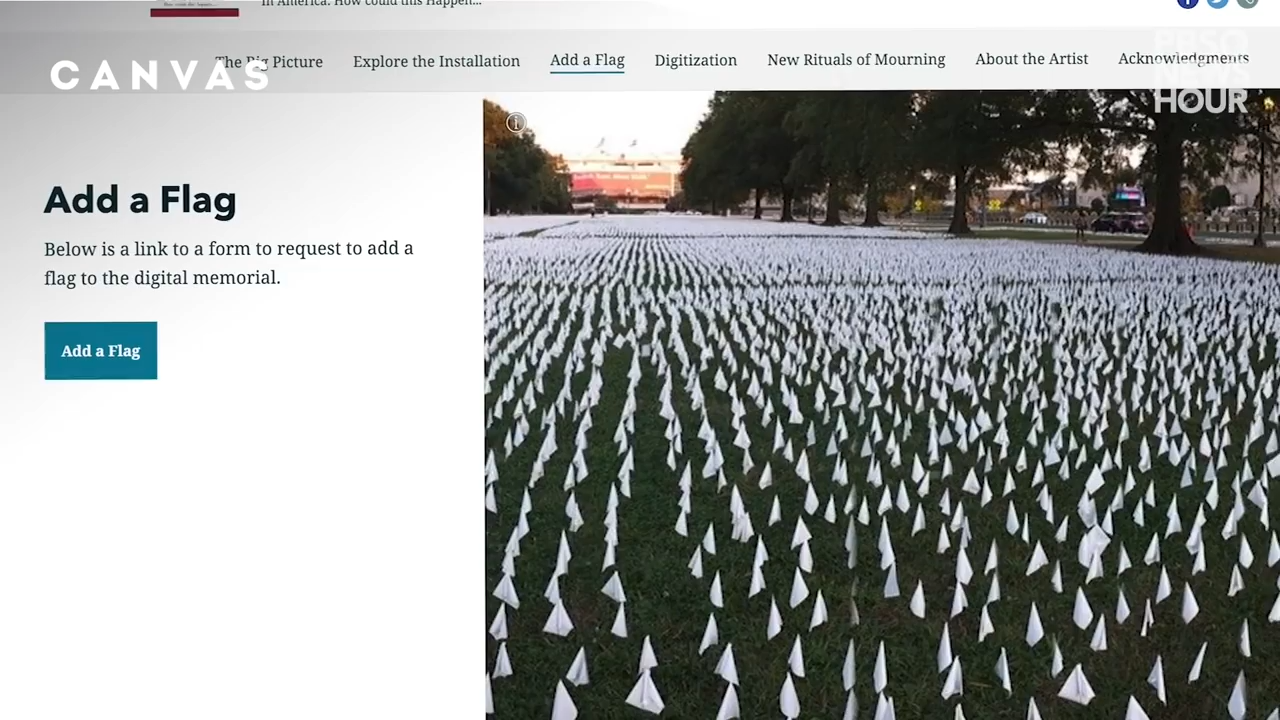 in America. How could this Happen...
The Big Picture
Explore the Installation
Add a Flag
Digitization
New Rituals of Mourning
About the Artist
Acknowledgments
CANVAS
PBS
NEWS
HOUR
Add a Flag
Below is a link to a form to request to add a
flag to the digital memorial.
Add a Flag